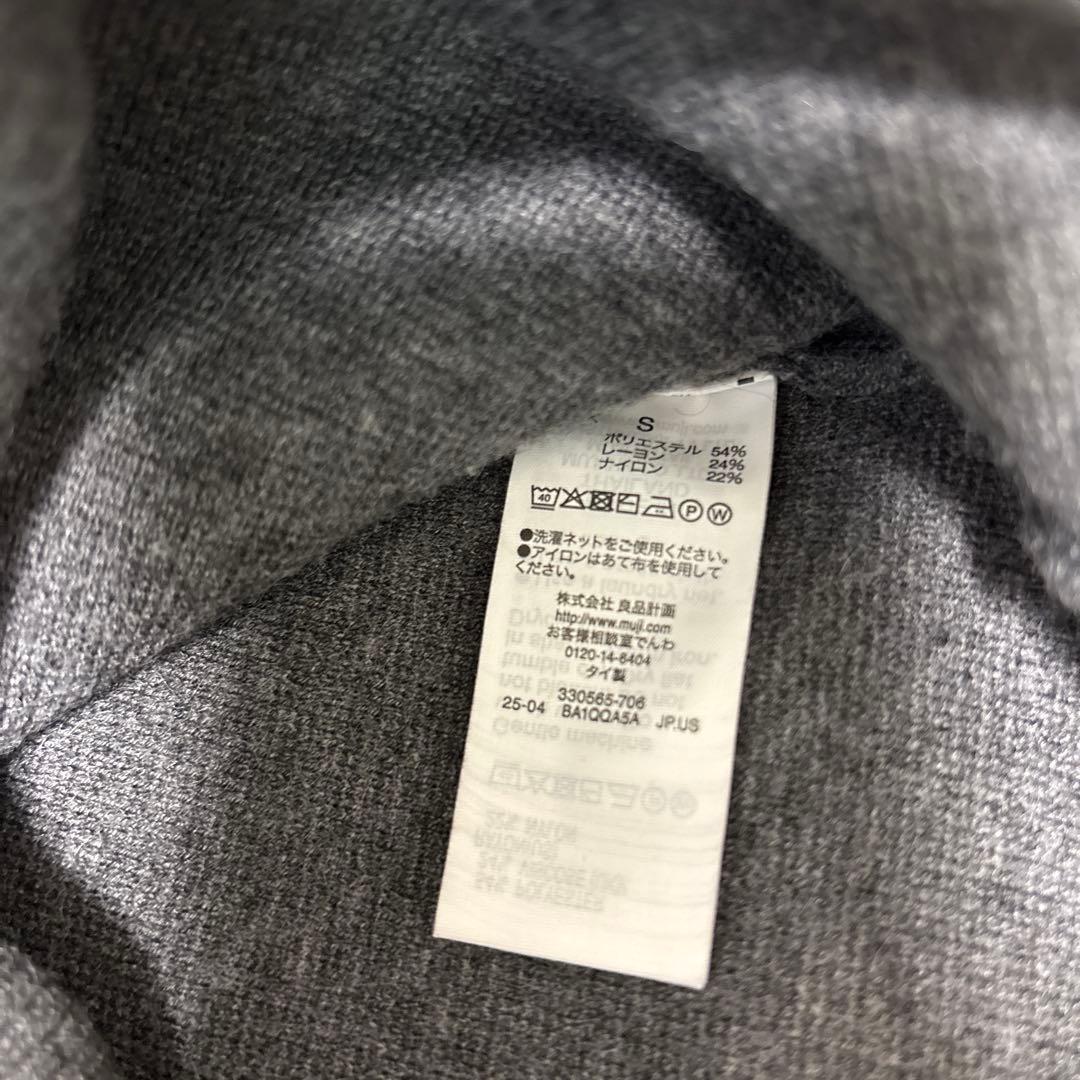 S
ポリエステル 54%
レーヨン 24%
ナイロン 22%
40 P W
●洗濯ネットをご使用ください。
●アイロンはあて布を使用して
ください。
株式会社 良品計画
http://www.muji.com
お客様相談室でんわ
0120-14-6404
タイ製
330565-706
25-04 BA1QQA5A JP.US